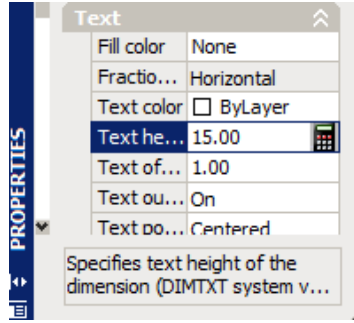 Text
Fill color None
Fractio... Horizontal
Text color ByLayer
Text he... 15.00
Text of... 1.00
Text ou... On
Text po... Centered
PROPERTIES
Specifies text height of the
dimension (DIMTXT system v...